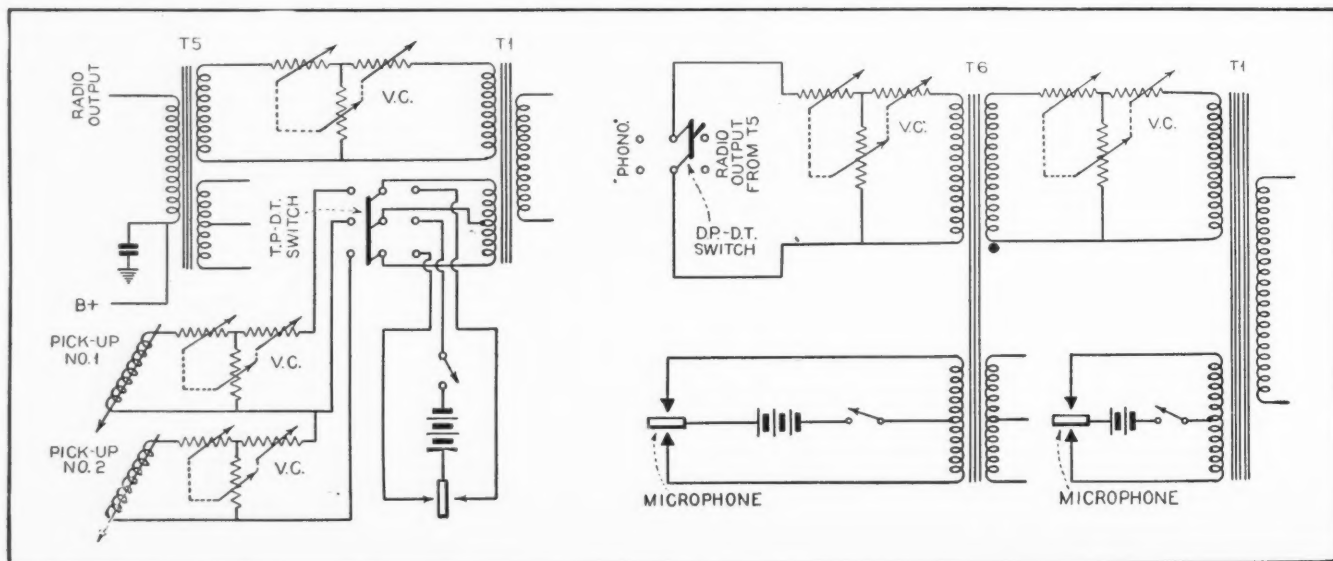 T5
T1
RADIO
OUTPUT
V.C.
T.P.-D.T.
SWITCH
B+
PICK-UP
NO.1
V.C.
PICK-UP
NO.2
V.C.
T6
T1
"PHONO."
RADIO
OUTPUT
FROM T5
D.P.-D.T.
SWITCH
V.C.
V.C.
MICROPHONE
MICROPHONE